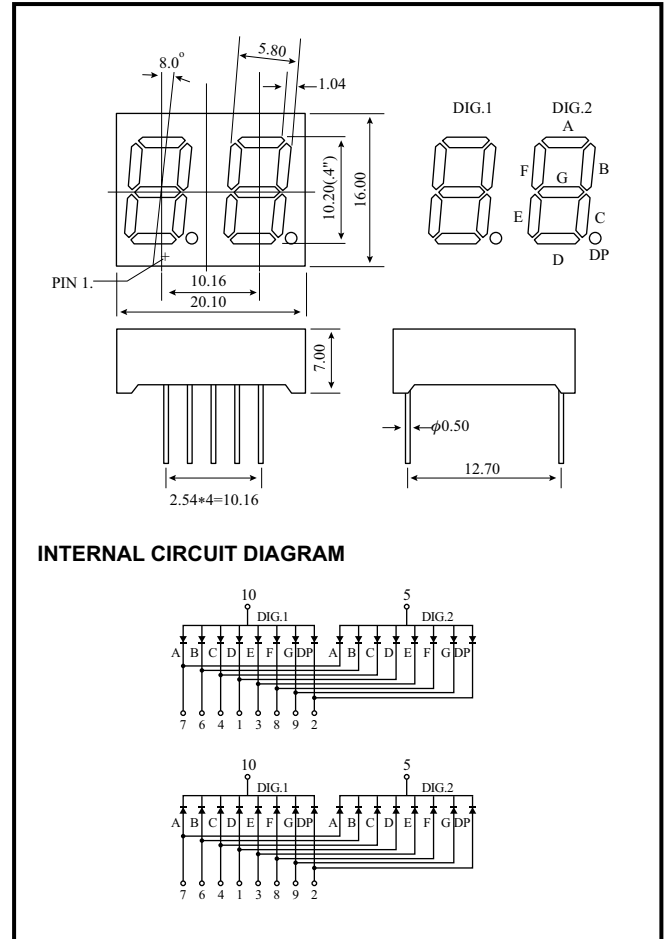 8.0°
5.80
1.04
DIG.1 DIG.2
A
F
B
G
E
C
D
DP
10.20(.4")
16.00
PIN 1.
10.16
20.10
7.00
ϕ0.50
2.54*4=10.16
12.70
INTERNAL CIRCUIT DIAGRAM
10 5
DIG.1 DIG.2
A B C D E F G DP A B C D E F G DP
7 6 4 1 3 8 9 2
10 5
DIG.1 DIG.2
A B C D E F G DP A B C D E F G DP
7 6 4 1 3 8 9 2